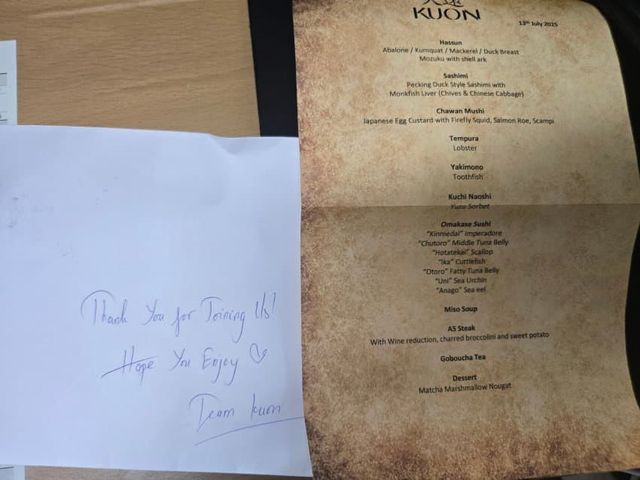 Thank You for Joining Us!
Hope You Enjoy ♡
Team kuon
KUON
13th July 2025
Hassun
Abalone / Kumquat / Mackerel / Duck Breast
Mozuku with shell ark
Sashimi
Pecking Duck Style Sashimi with
Monkfish Liver (Chives & Chinese Cabbage)
Chawan Mushi
Japanese Egg Custard with Firefly Squid, Salmon Roe, Scampi
Tempura
Lobster
Yakimono
Toothfish
Kuchi Naoshi
Yuzu Sorbet
Omakase Sushi
"Kinmedai" Imperadore
"Chutoro" Middle Tuna Belly
"Hotatekai" Scallop
"Ika" Cuttlefish
"Otoro" Fatty Tuna Belly
"Uni" Sea Urchin
"Anago" Sea eel
Miso Soup
A5 Steak
With Wine reduction, charred broccolini and sweet potato
Goboucha Tea
Dessert
Matcha Marshmallow Nougat